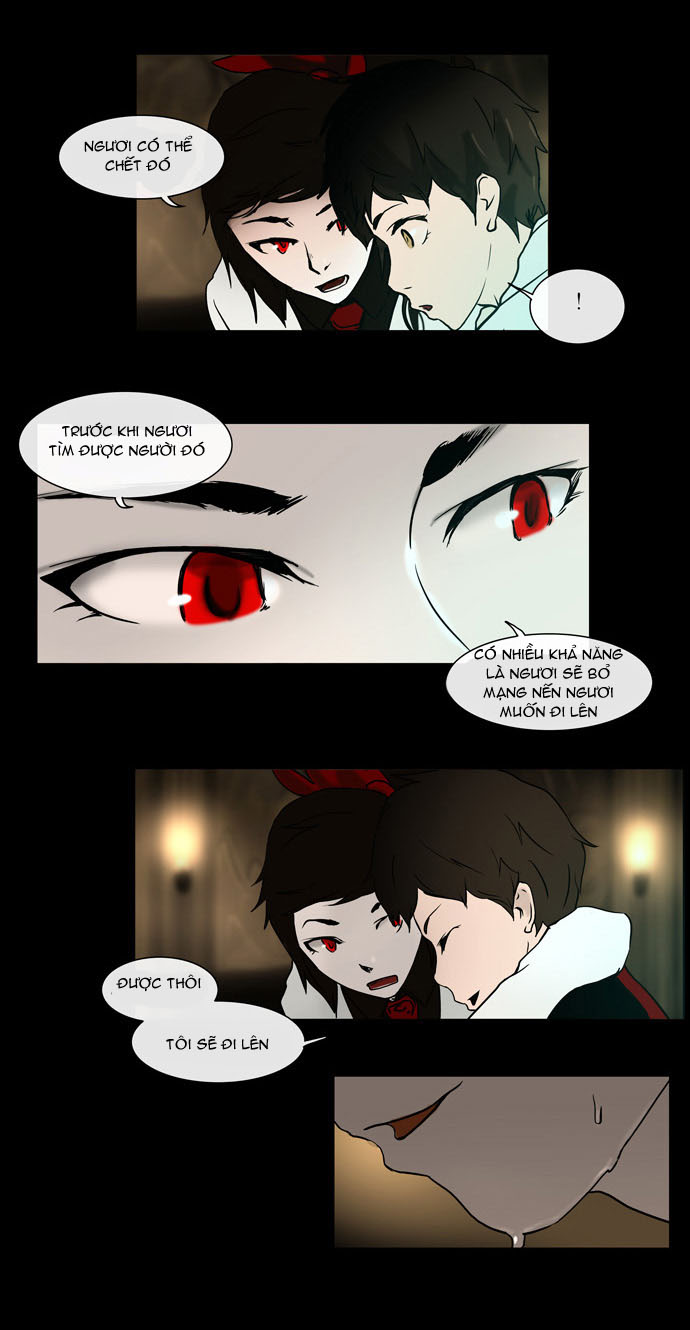 NGƯƠI CÓ THỂ
CHẾT ĐÓ
!
TRƯỚC KHI NGƯƠI
TÌM ĐƯỢC NGƯỜI ĐÓ
CÓ NHIỀU KHẢ NĂNG
LÀ NGƯƠI SẼ BỎ
MẠNG NẾN NGƯƠI
MUỐN ĐI LÊN
ĐƯỢC THÔI
TÔI SẼ ĐI LÊN